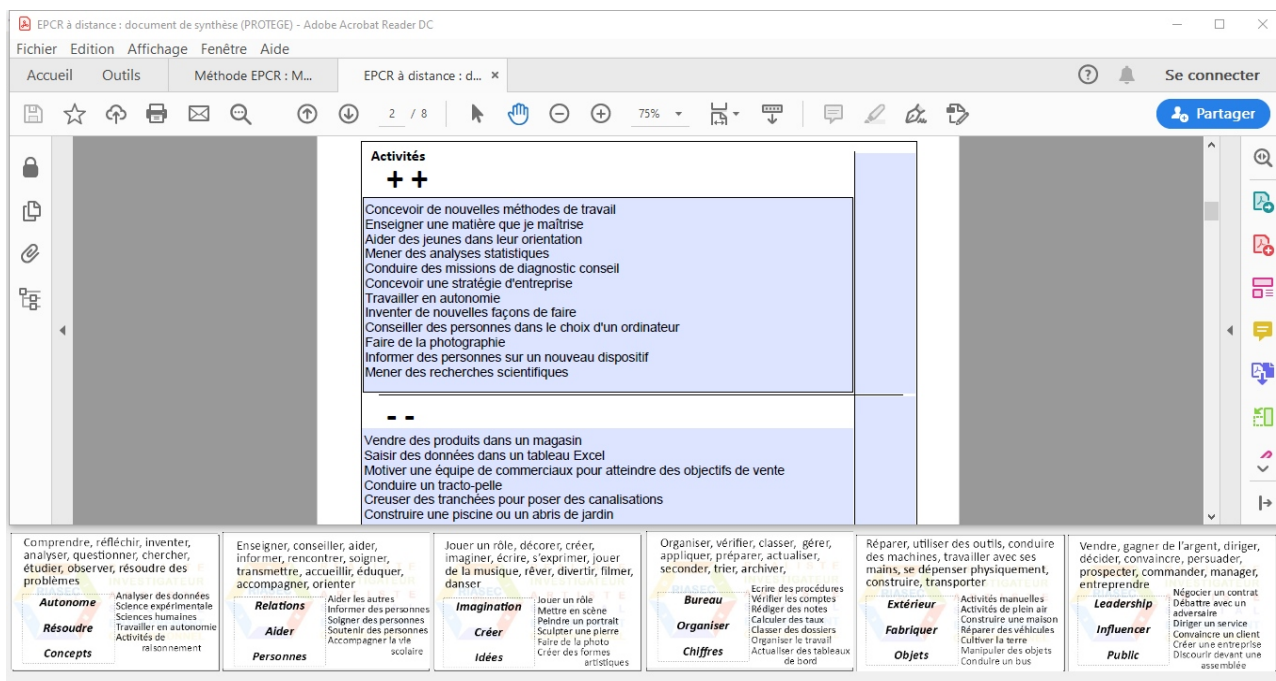 EPCR à distance : document de synthèse (PROTEGE) - Adobe Acrobat Reader DC
Fichier Edition Affichage Fenêtre Aide
Accueil Outils Méthode EPCR : M... EPCR à distance : d... × Se connecter
2 / 8 75% Partager
Activités
++
Concevoir de nouvelles méthodes de travail
Enseigner une matière que je maîtrise
Aider des jeunes dans leur orientation
Mener des analyses statistiques
Conduire des missions de diagnostic conseil
Concevoir une stratégie d'entreprise
Travailler en autonomie
Inventer de nouvelles façons de faire
Conseiller des personnes dans le choix d'un ordinateur
Faire de la photographie
Informer des personnes sur un nouveau dispositif
Mener des recherches scientifiques
--
Vendre des produits dans un magasin
Saisir des données dans un tableau Excel
Motiver une équipe de commerciaux pour atteindre des objectifs de vente
Conduire un tracto-pelle
Creuser des tranchées pour poser des canalisations
Construire une piscine ou un abris de jardin
Comprendre, réfléchir, inventer,
analyser, questionner, chercher,
étudier, observer, résoudre des
problèmes
Autonome
Résoudre
Concepts
Analyser des données
Science expérimentale
Sciences humaines
Travailler en autonomie
Activités de
raisonnement
Enseigner, conseiller, aider,
informer, rencontrer, soigner,
transmettre, accueillir, éduquer,
accompagner, orienter
Relations
Aider
Personnes
Aider les autres
Informer des personnes
Soigner des personnes
Soutenir des personnes
Accompagner la vie
scolaire
Jouer un rôle, décorer, créer,
imaginer, écrire, s'exprimer, jouer
de la musique, rêver, divertir, filmer,
danser
Imagination
Créer
Idées
Jouer un rôle
Mettre en scène
Peindre un portrait
Sculpter une pierre
Faire de la photo
Créer des formes
artistiques
Organiser, vérifier, classer, gérer,
appliquer, préparer, actualiser,
seconder, trier, archiver,
Bureau
Organiser
Chiffres
Ecrire des procédures
Vérifier les comptes
Rédiger des notes
Calculer des taux
Classer des dossiers
Organiser le travail
Actualiser des tableaux
de bord
Réparer, utiliser des outils, conduire
des machines, travailler avec ses
mains, se dépenser physiquement,
construire, transporter
Extérieur
Fabriquer
Objets
Activités manuelles
Activités de plein air
Construire une maison
Réparer des véhicules
Cultiver la terre
Manipuler des objets
Conduire un bus
Vendre, gagner de l'argent, diriger,
décider, convaincre, persuader,
prospecter, commander, manager,
entreprendre
Leadership
Influencer
Public
Négocier un contrat
Débattre avec un
adversaire
Diriger un service
Convaincre un client
Créer une entreprise
Discourir devant une
assemblée